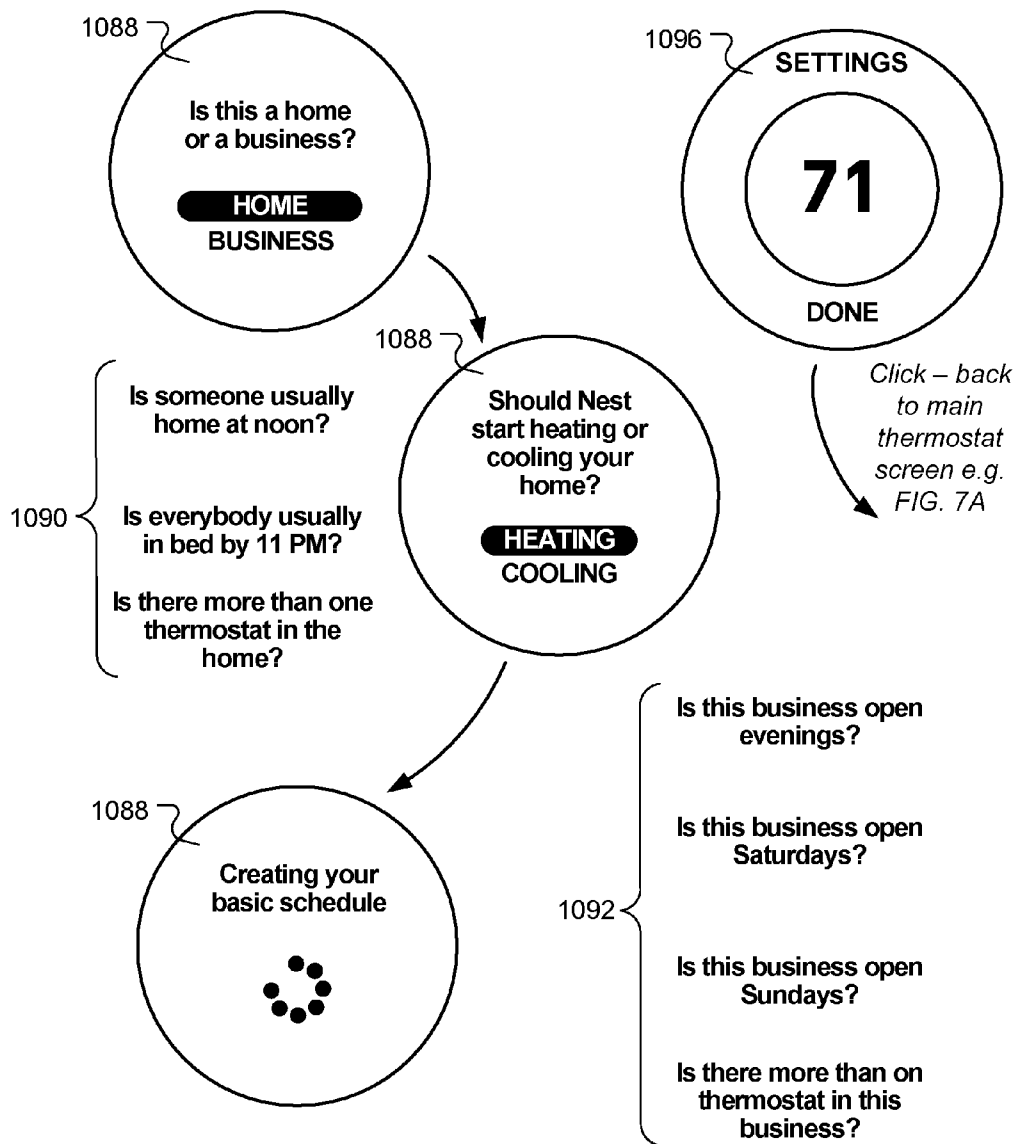 1088
Is this a home
or a business?
HOME
BUSINESS
1096
SETTINGS
71
DONE
Click – back
to main
thermostat
screen e.g.
FIG. 7A
1088
Should Nest
start heating or
cooling your
home?
HEATING
COOLING
1090
Is someone usually
home at noon?
Is everybody usually
in bed by 11 PM?
Is there more than one
thermostat in the
home?
1088
Creating your
basic schedule
1092
Is this business open
evenings?
Is this business open
Saturdays?
Is this business open
Sundays?
Is there more than on
thermostat in this
business?